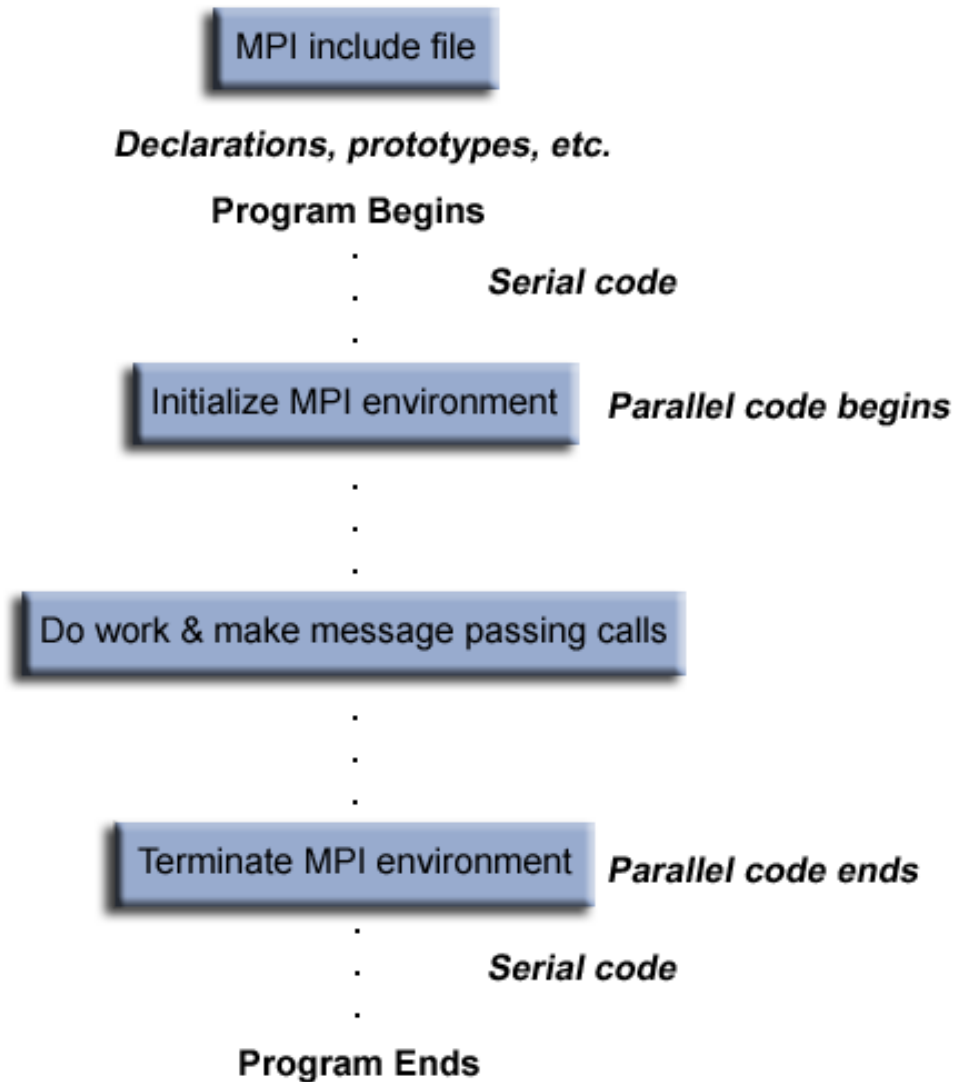 MPI include file
Declarations, prototypes, etc.
Program Begins
Serial code
Initialize MPI environment
Parallel code begins
Do work & make message passing calls
Terminate MPI environment
Parallel code ends
Serial code
Program Ends